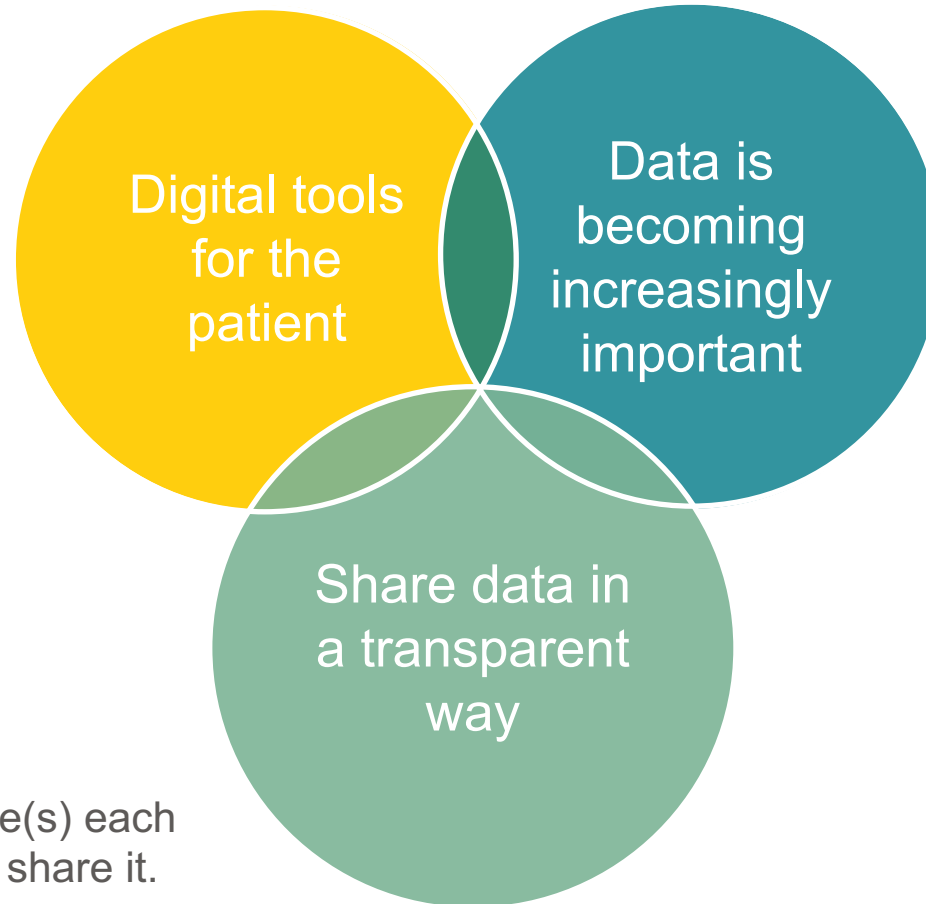 Digital tools
for the
patient
Data is
becoming
increasingly
important
Share data in
a transparent
way
e(s) each
share it.